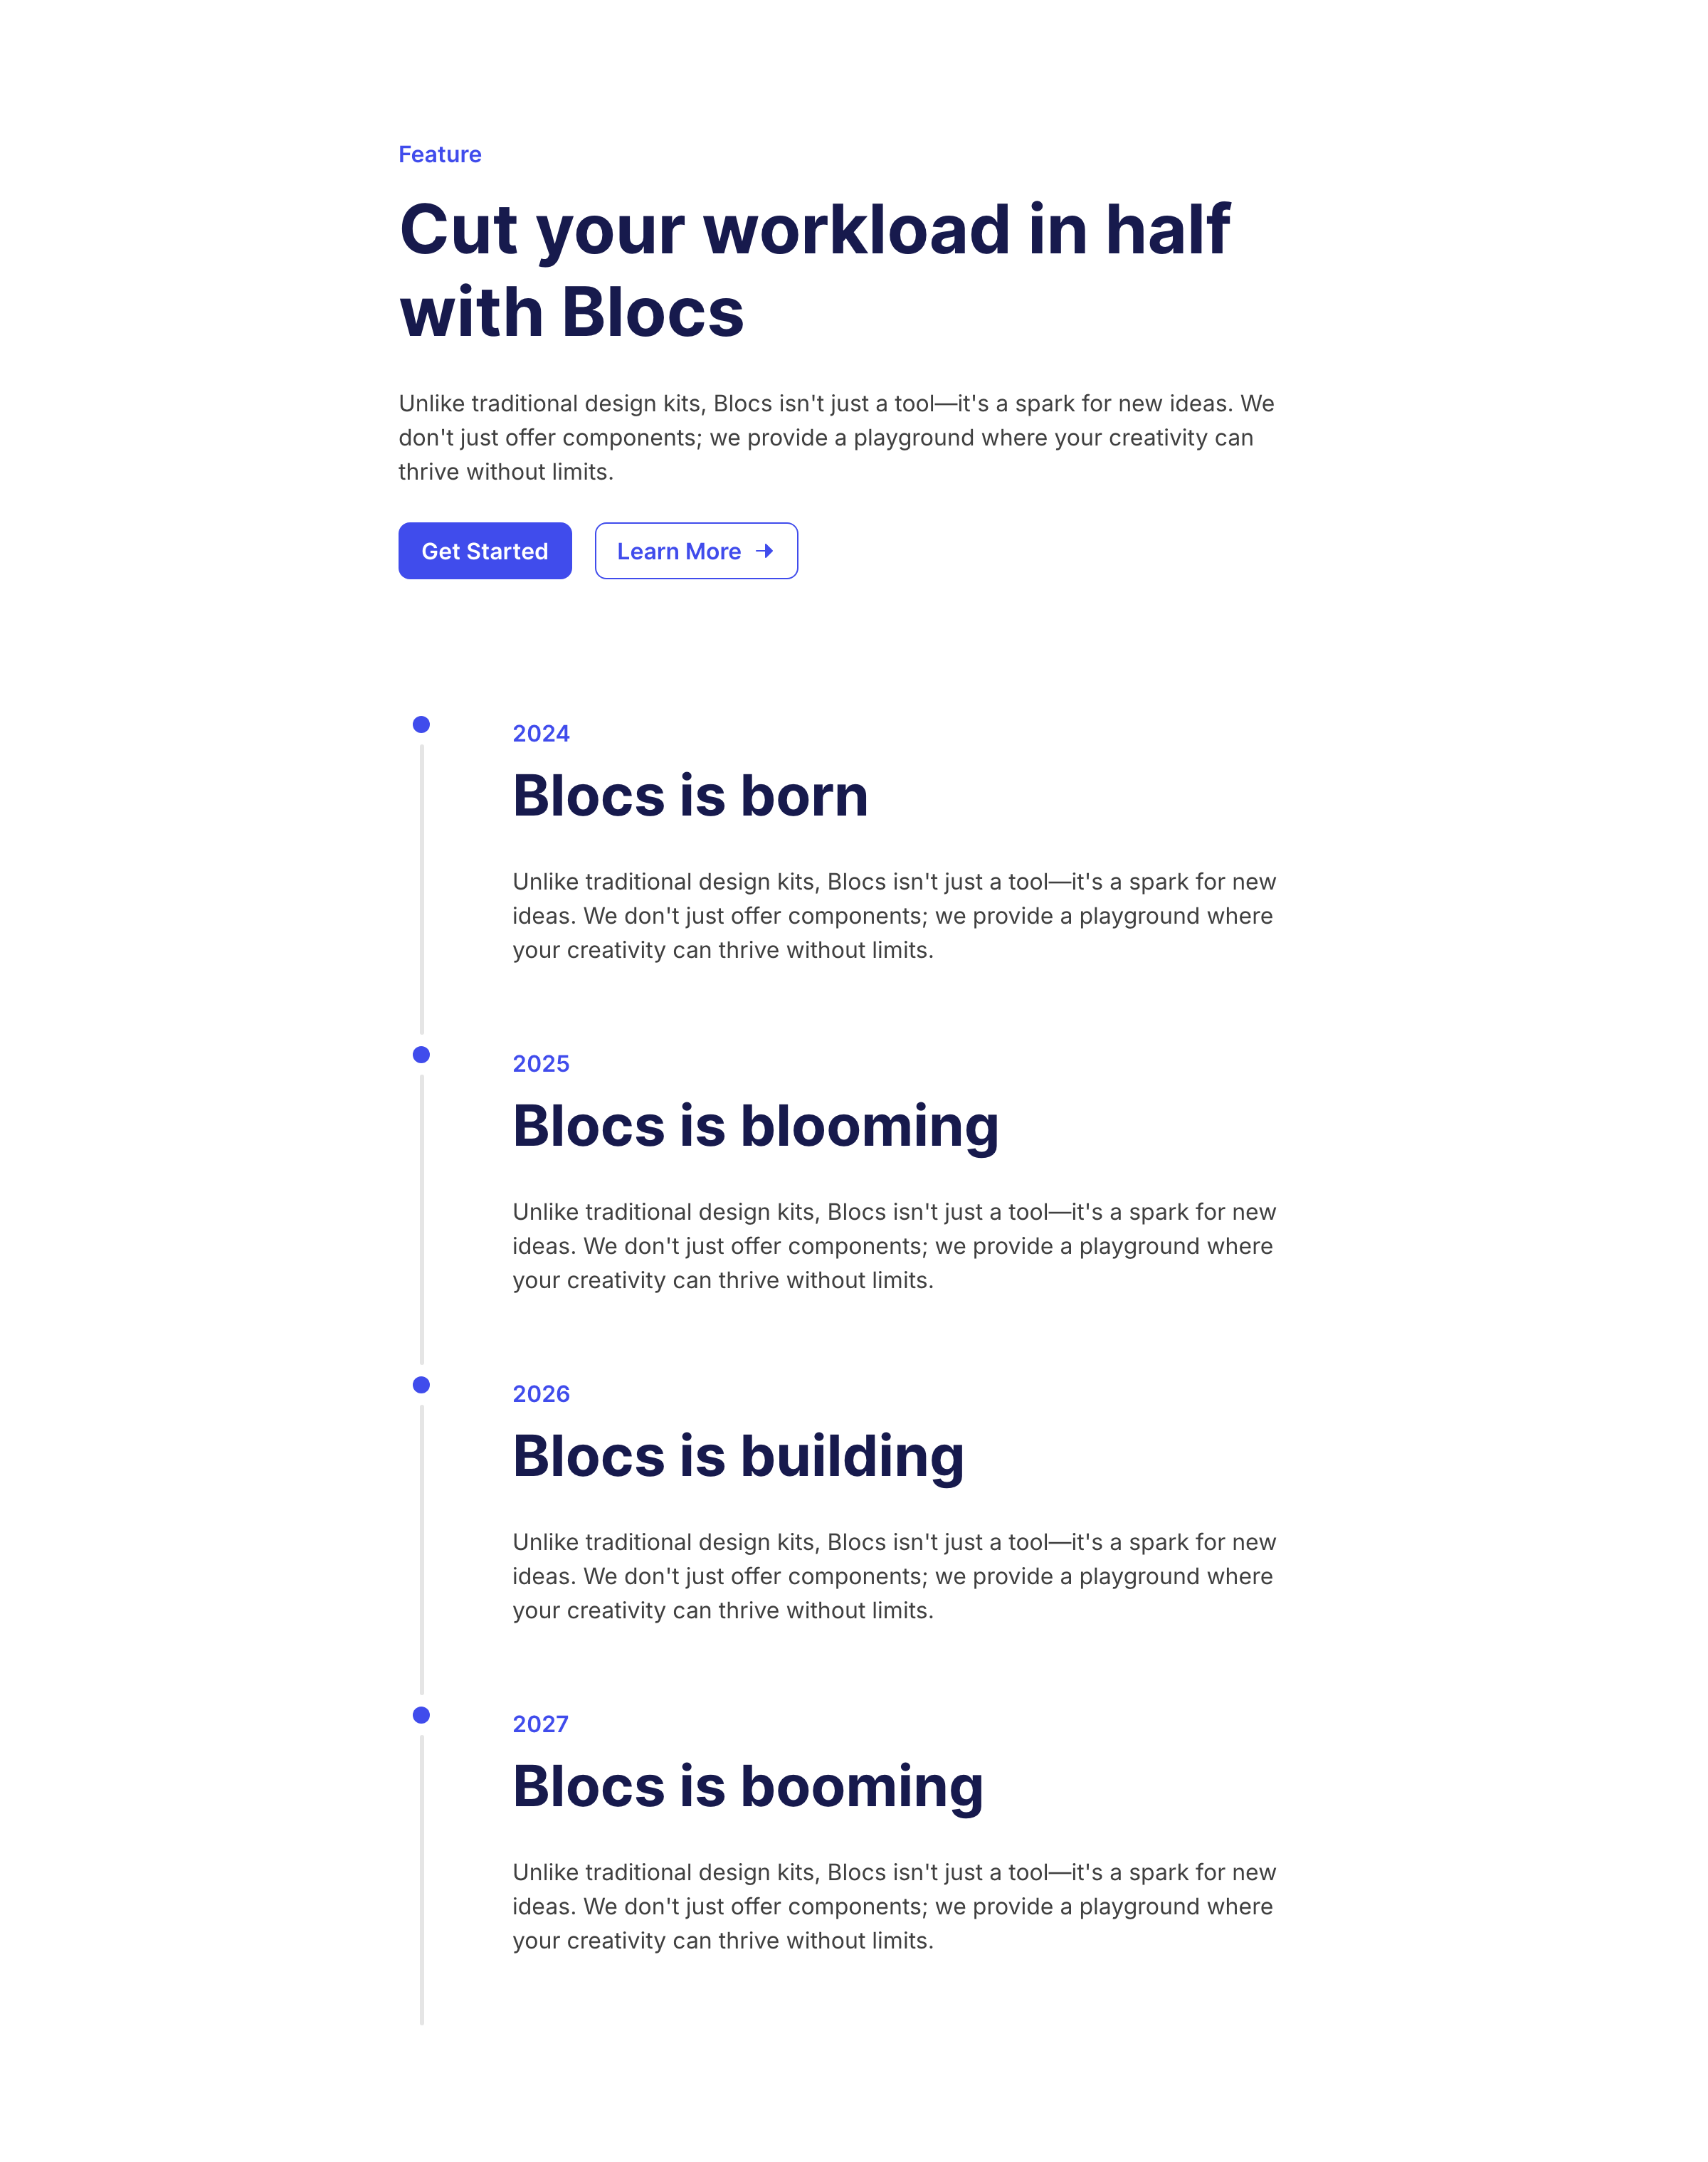 Feature
Cut your workload in half
with Blocs
Unlike traditional design kits, Blocs isn't just a tool—it's a spark for new ideas. We
don't just offer components; we provide a playground where your creativity can
thrive without limits.
Get Started
Learn More
2024
Blocs is born
Unlike traditional design kits, Blocs isn't just a tool—it's a spark for new
ideas. We don't just offer components; we provide a playground where
your creativity can thrive without limits.
2025
Blocs is blooming
Unlike traditional design kits, Blocs isn't just a tool—it's a spark for new
ideas. We don't just offer components; we provide a playground where
your creativity can thrive without limits.
2026
Blocs is building
Unlike traditional design kits, Blocs isn't just a tool—it's a spark for new
ideas. We don't just offer components; we provide a playground where
your creativity can thrive without limits.
2027
Blocs is booming
Unlike traditional design kits, Blocs isn't just a tool—it's a spark for new
ideas. We don't just offer components; we provide a playground where
your creativity can thrive without limits.